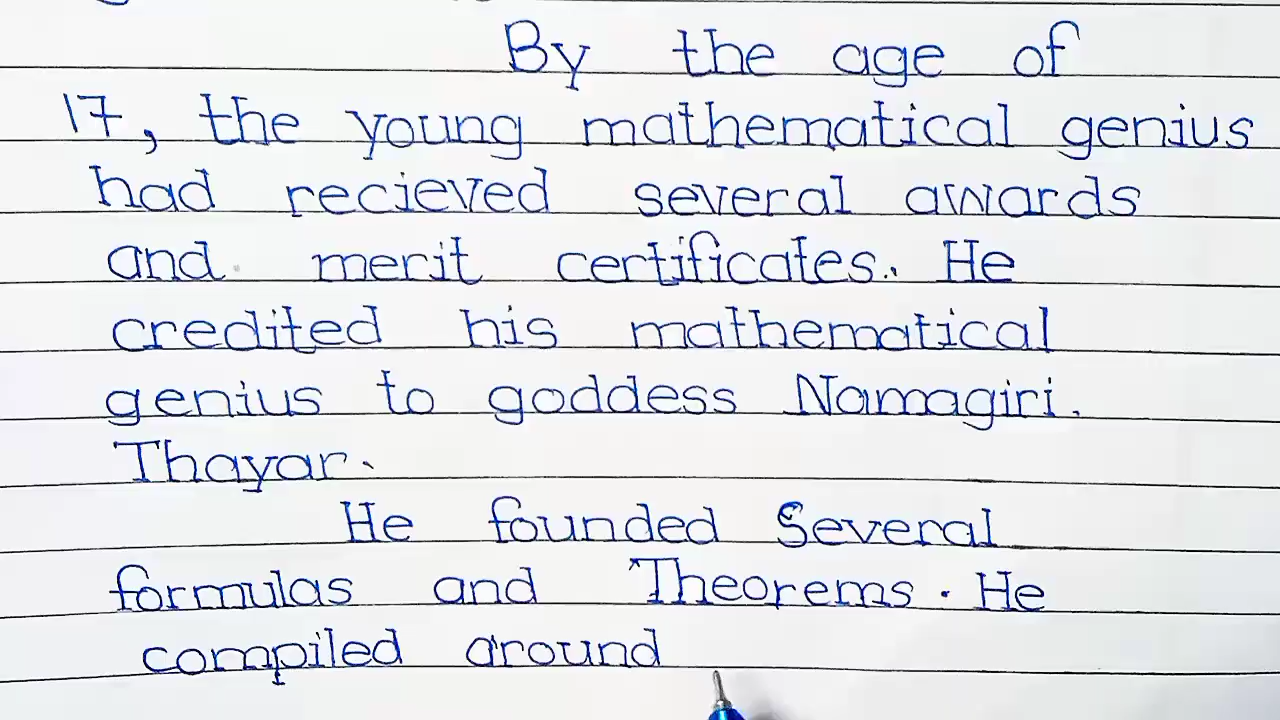 By the age of
17, the young mathematical genius
had recieved several awards
and merit certificates. He
credited his mathematical
genius to goddess Namagiri.
Thayar.
He founded Several
formulas and Theorems. He
compiled around